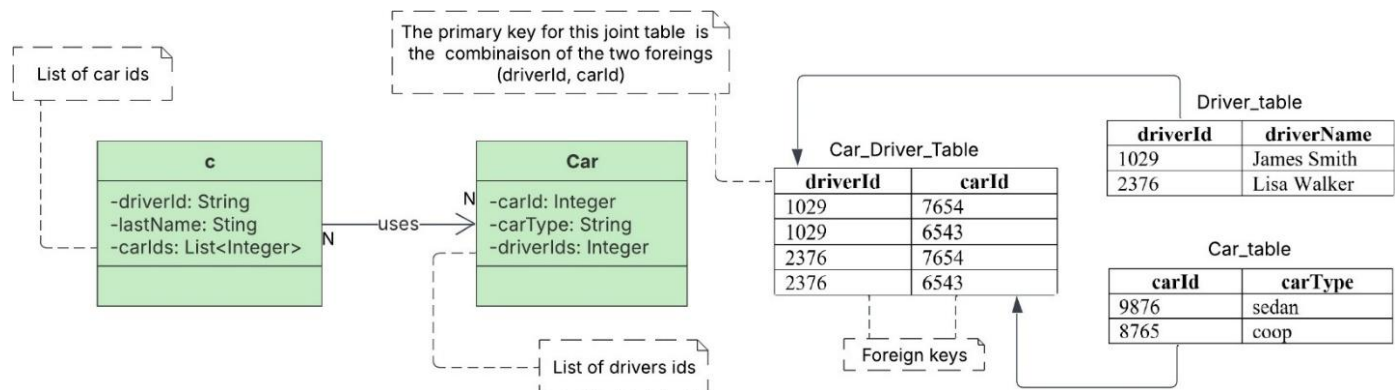 The primary key for this joint table is
the combinaison of the two foreings
(driverId, carId)
List of car ids
c
-driverId: String
-lastName: Sting
-carIds: List<Integer>
uses
N
N
Car
-carId: Integer
-carType: String
-driverIds: Integer
List of drivers ids
Car_Driver_Table
driverId carId
1029 7654
1029 6543
2376 7654
2376 6543
Foreign keys
Driver_table
driverId driverName
1029 James Smith
2376 Lisa Walker
Car_table
carId carType
9876 sedan
8765 coop